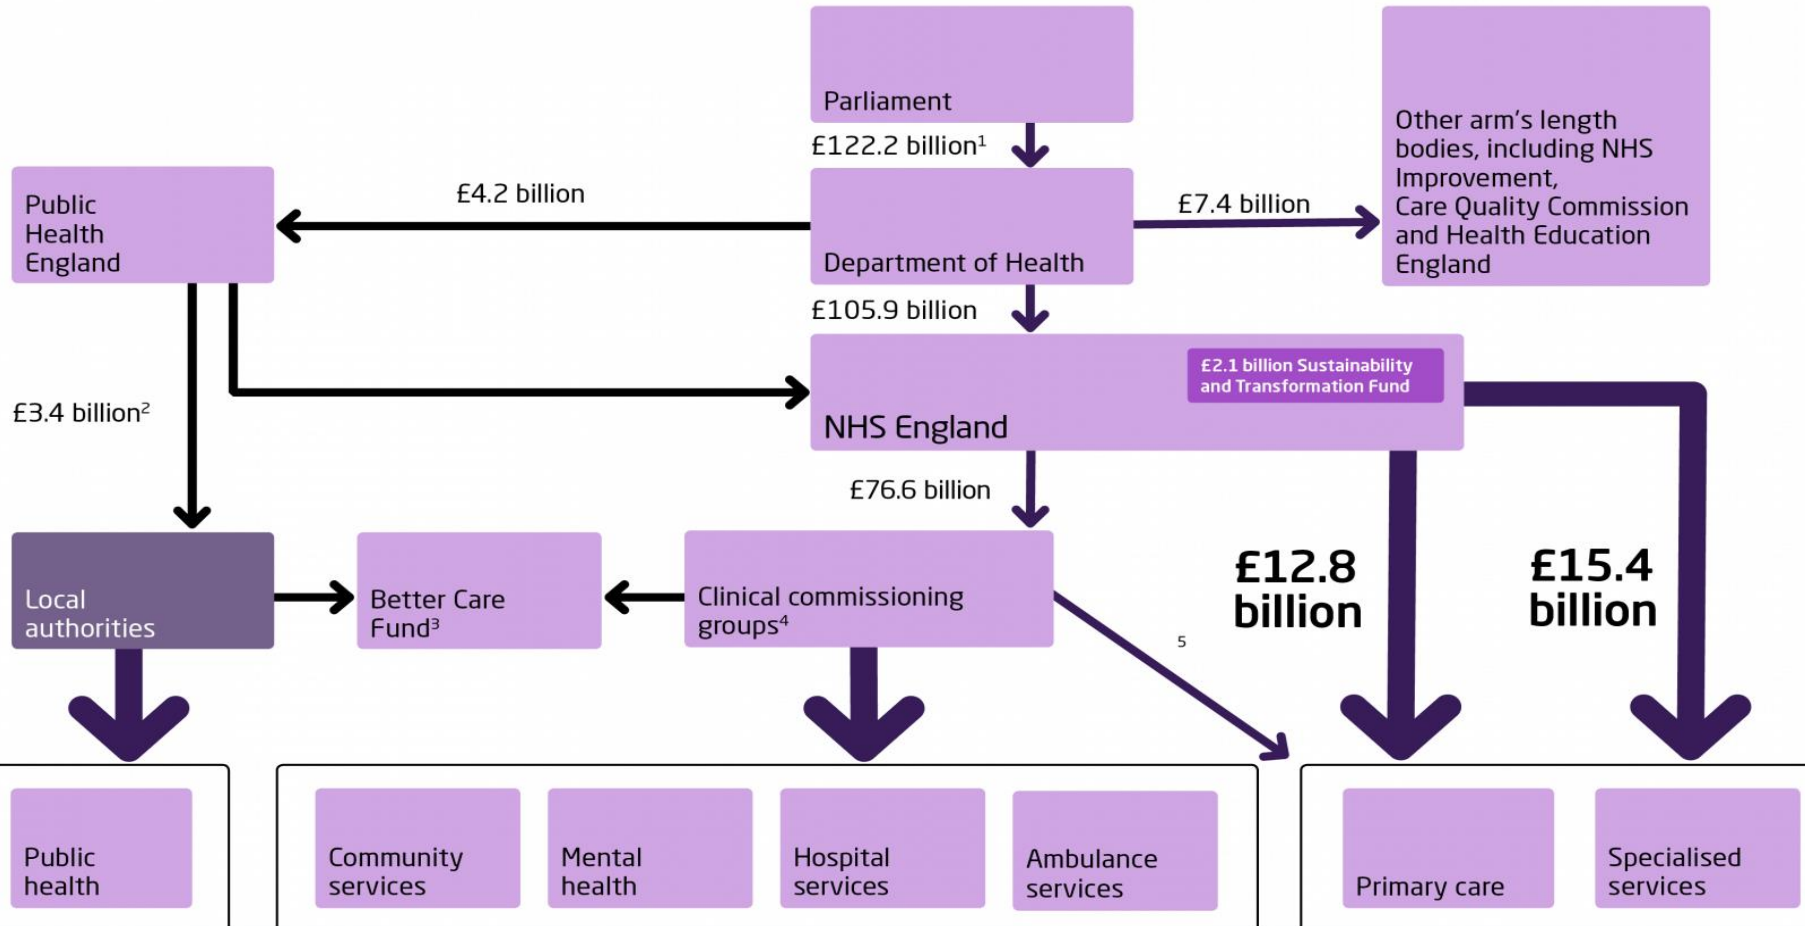 Parliament
£122.2 billion¹
Other arm's length
bodies, including NHS
Improvement,
Care Quality Commission
and Health Education
England
Public
Health
England
£4.2 billion
£7.4 billion
Department of Health
£105.9 billion
£2.1 billion Sustainability
and Transformation Fund
NHS England
£3.4 billion²
£76.6 billion
£12.8
billion
£15.4
billion
Local
authorities
Better Care
Fund³
Clinical commissioning
groups⁴
5
Public
health
Community
services
Mental
health
Hospital
services
Ambulance
services
Primary care
Specialised
services